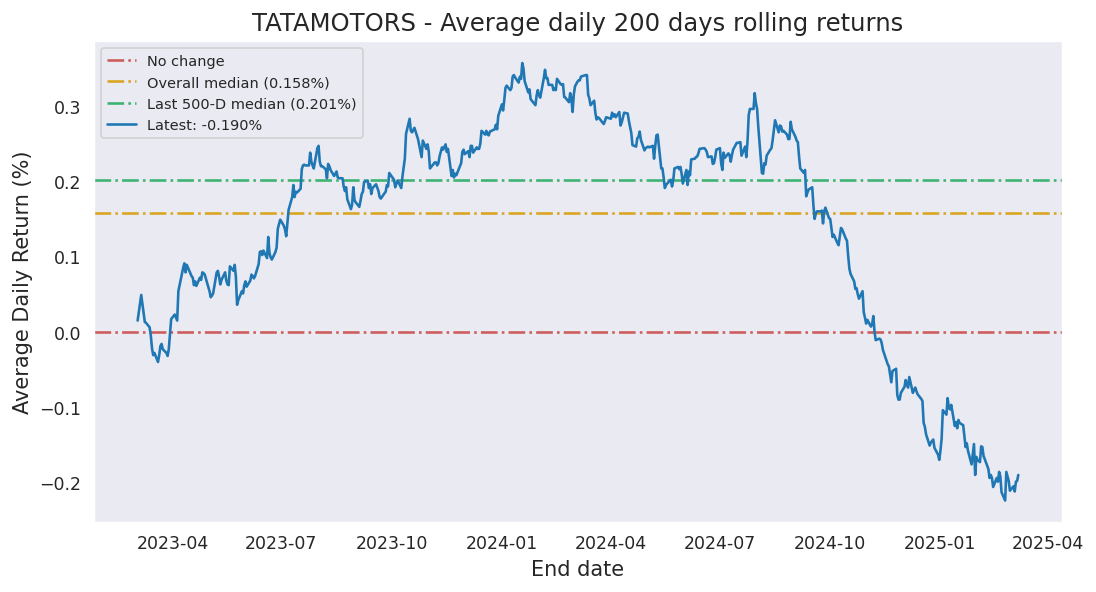 TATAMOTORS - Average daily 200 days rolling returns
No change
Overall median (0.158%)
Last 500-D median (0.201%)
Latest: -0.190%
Average Daily Return (%)
0.3
0.2
0.1
0.0
−0.1
−0.2
2023-04 2023-07 2023-10 2024-01 2024-04 2024-07 2024-10 2025-01 2025-04
End date